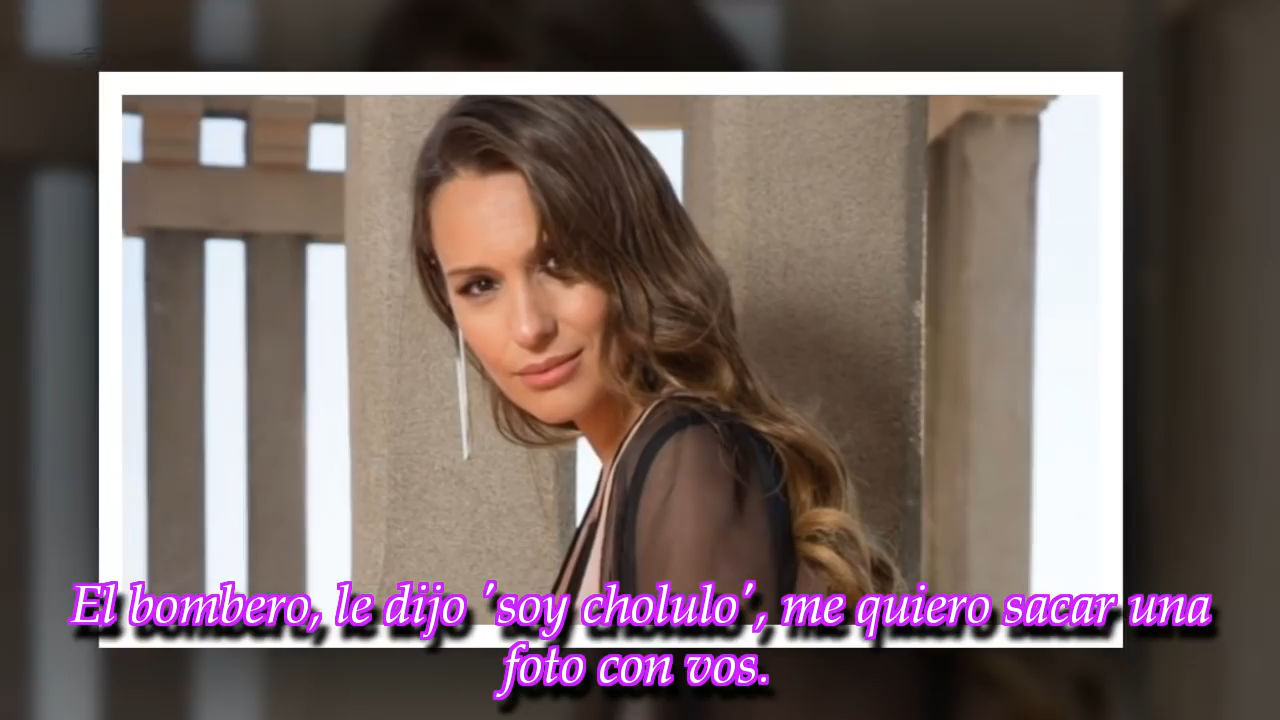 El bombero, le dijo 'soy cholulo', me quiero sacar una
foto con vos.